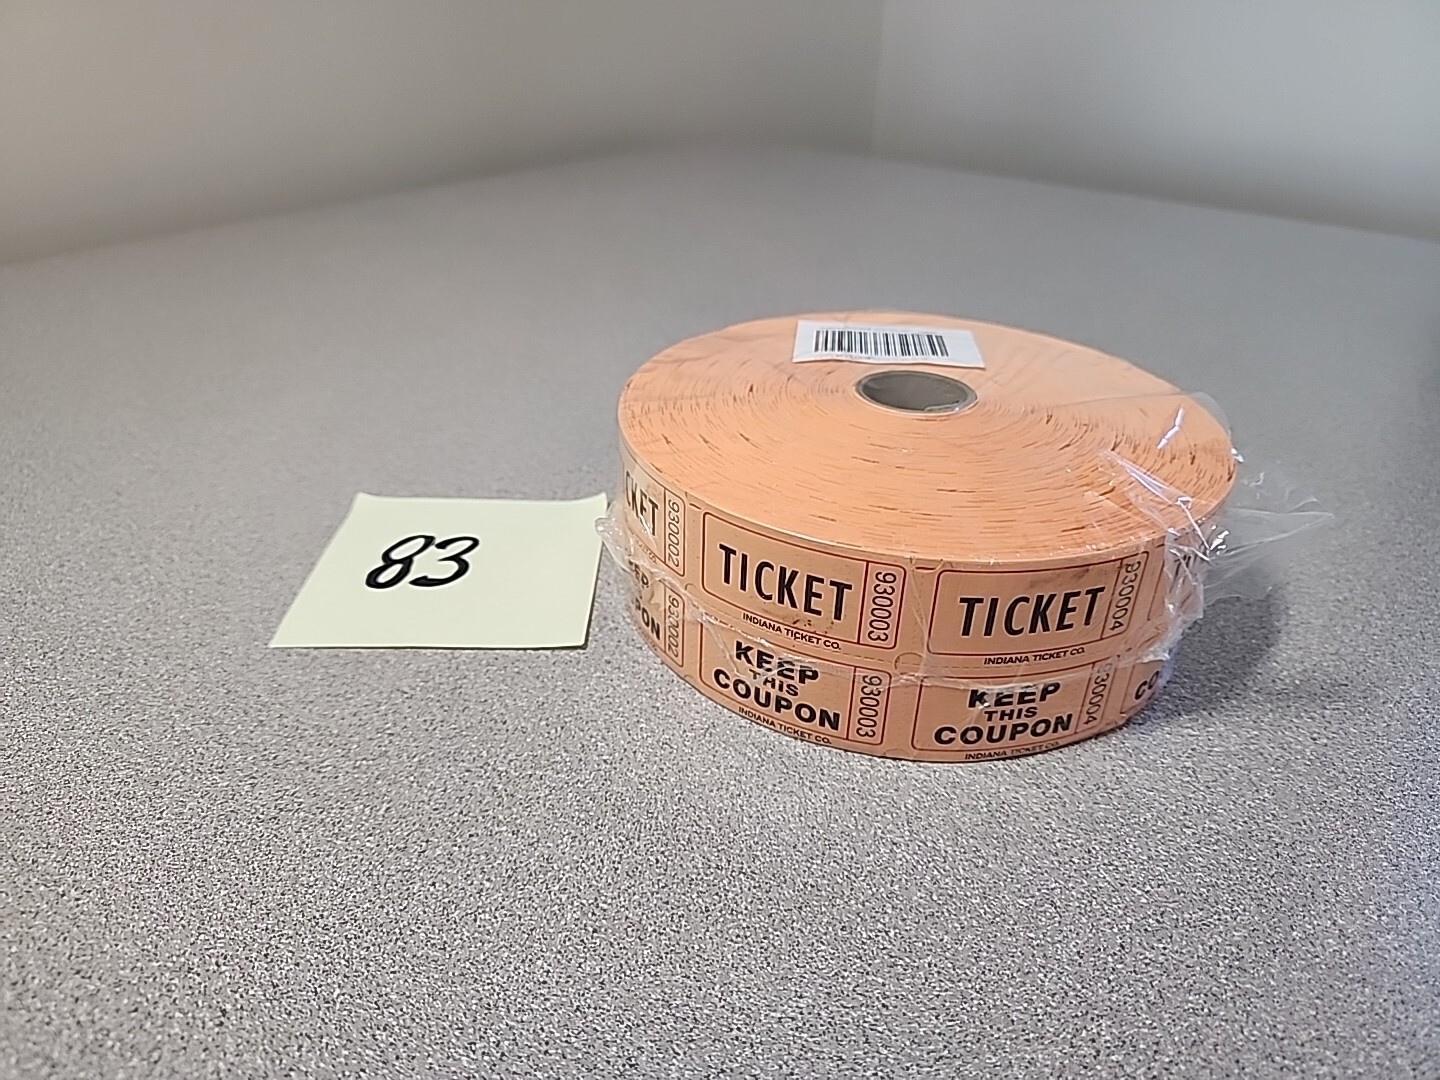 83
TICKET
930002
TICKET
930003
INDIANA TICKET CO.
TICKET
930004
INDIANA TICKET CO.
930002
KEEP
THIS
COUPON
930003
INDIANA TICKET CO.
KEEP
THIS
COUPON
930004
INDIANA TICKET CO.